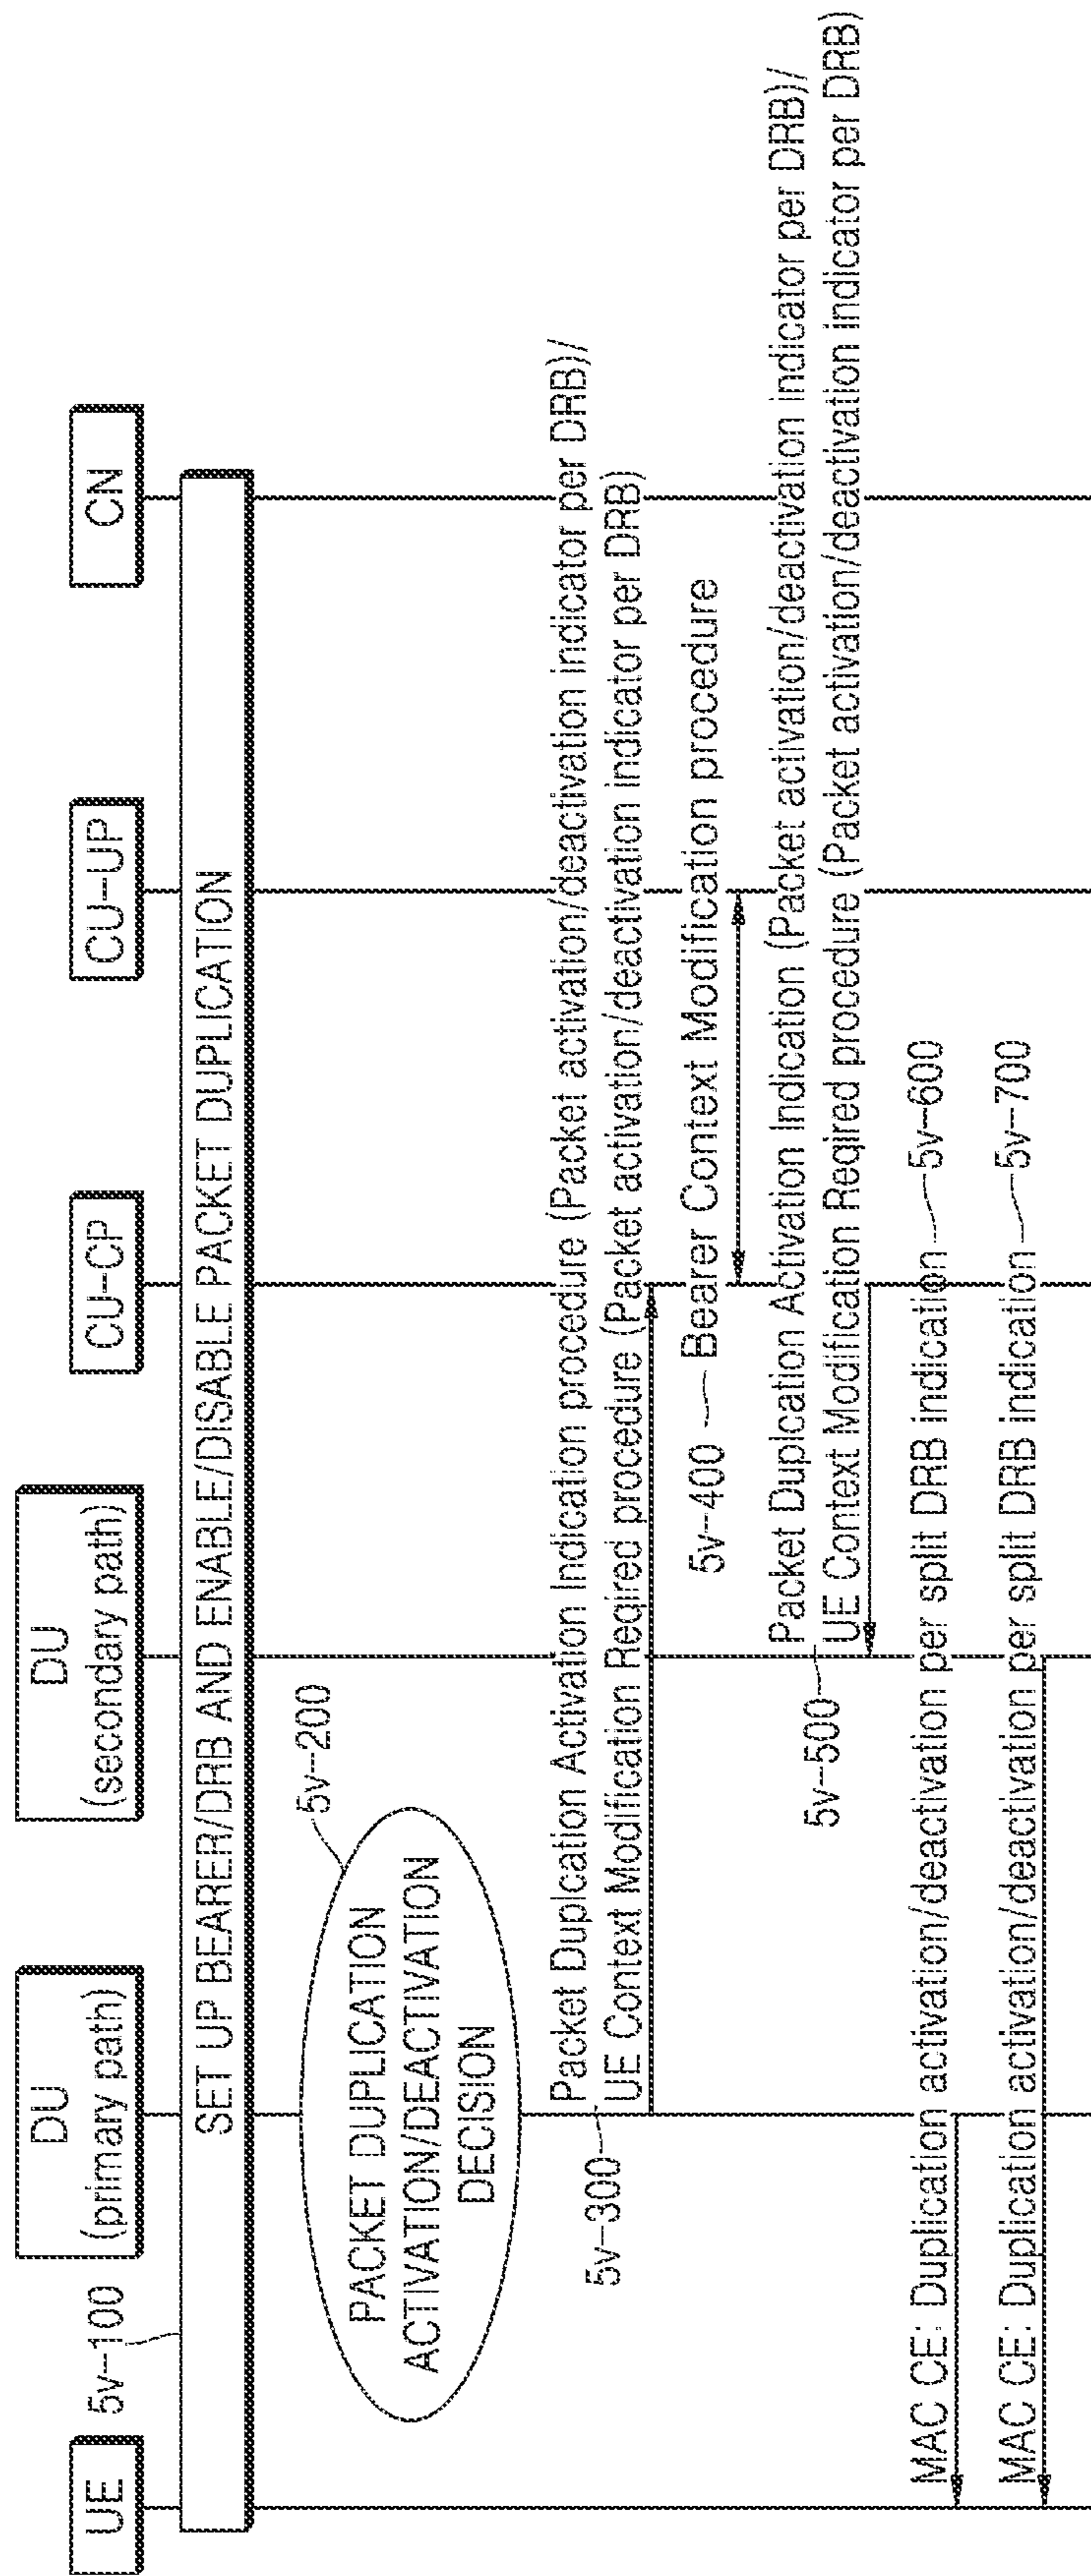 UE
DU
(primary path)
DU
(secondary path)
CU-CP
CU-UP
CN
5v-100
SET UP BEARER/DRB AND ENABLE/DISABLE PACKET DUPLICATION
PACKET DUPLICATION
ACTIVATION/DEACTIVATION
DECISION
5v-200
Packet Duplcation Activation Indication procedure (Packet activation/deactivation indicator per DRB)/
UE Context Modification Reqired procedure (Packet activation/deactivation indicator per DRB)
5v-300
5v-400
Bearer Context Modification procedure
Packet Duplcation Activation Indication (Packet activation/deactivation indicator per DRB)/
UE Context Modification Reqired procedure (Packet activation/deactivation indicator per DRB)
5v-500
MAC CE: Duplication activation/deactivation per split DRB indication 5v-600
MAC CE: Duplication activation/deactivation per split DRB indication 5v-700